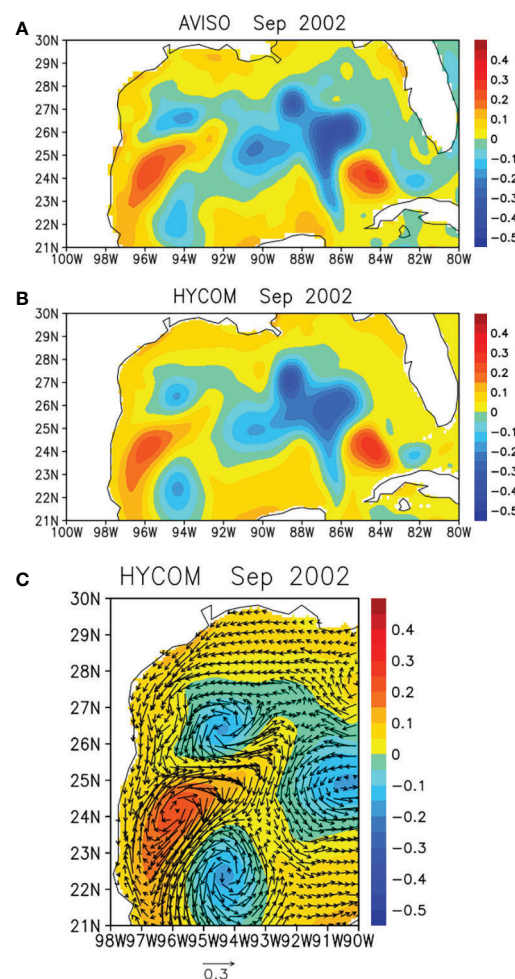 A
AVISO Sep 2002
30N
29N
28N
27N
26N
25N
24N
23N
22N
21N
100W 98W 96W 94W 92W 90W 88W 86W 84W 82W 80W
0.4
0.3
0.2
0.1
0
−0.1
−0.2
−0.3
−0.4
−0.5
B
HYCOM Sep 2002
30N
29N
28N
27N
26N
25N
24N
23N
22N
21N
100W 98W 96W 94W 92W 90W 88W 86W 84W 82W 80W
0.4
0.3
0.2
0.1
0
−0.1
−0.2
−0.3
−0.4
−0.5
C
HYCOM Sep 2002
30N
29N
28N
27N
26N
25N
24N
23N
22N
21N
98W 97W 96W 95W 94W 93W 92W 91W 90W
0.4
0.3
0.2
0.1
0
−0.1
−0.2
−0.3
−0.4
−0.5
0.3